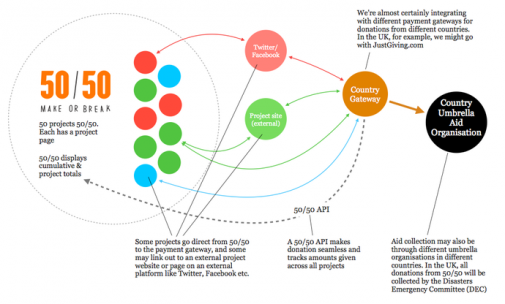 We're almost certainly integrating
with different payment gateways for
donations from different countries.
In the UK, for example, we might go
with JustGiving.com
Twitter/
Facebook
50/50
MAKE OR BREAK
Country
Gateway
Country
Umbrella
Aid
Organisation
50 projects 50/50.
Each has a project
page
Project site
(external)
50/50 displays
cumulative &
project totals
50/50 API
Some projects go direct from 50/50
to the payment gateway, and some
may link out to an external project
website or page on an external
platform like Twitter, Facebook etc.
A 50/50 API makes
donation seamless and
tracks amounts given
across all projects
Aid collection may also be
through different umbrella
organisations in different
countries. In the UK, all
donations from 50/50 will be
collected by the Disasters
Emergency Committee (DEC)